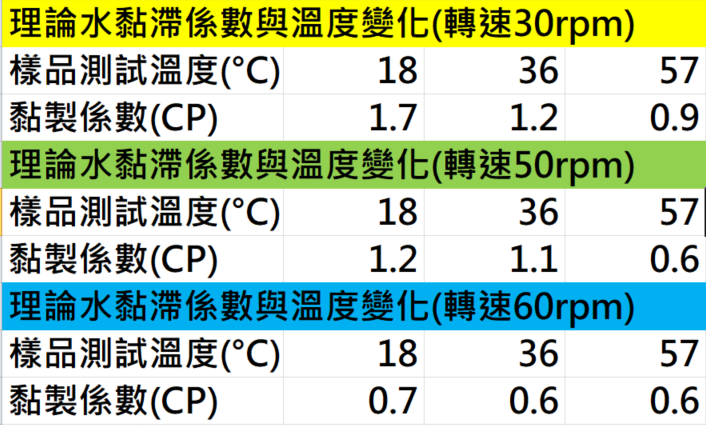 理論水黏滯係數與溫度變化(轉速30rpm)
樣品測試溫度(°C) 18 36 57
黏製係數(CP) 1.7 1.2 0.9
理論水黏滯係數與溫度變化(轉速50rpm)
樣品測試溫度(°C) 18 36 57
黏製係數(CP) 1.2 1.1 0.6
理論水黏滯係數與溫度變化(轉速60rpm)
樣品測試溫度(°C) 18 36 57
黏製係數(CP) 0.7 0.6 0.6